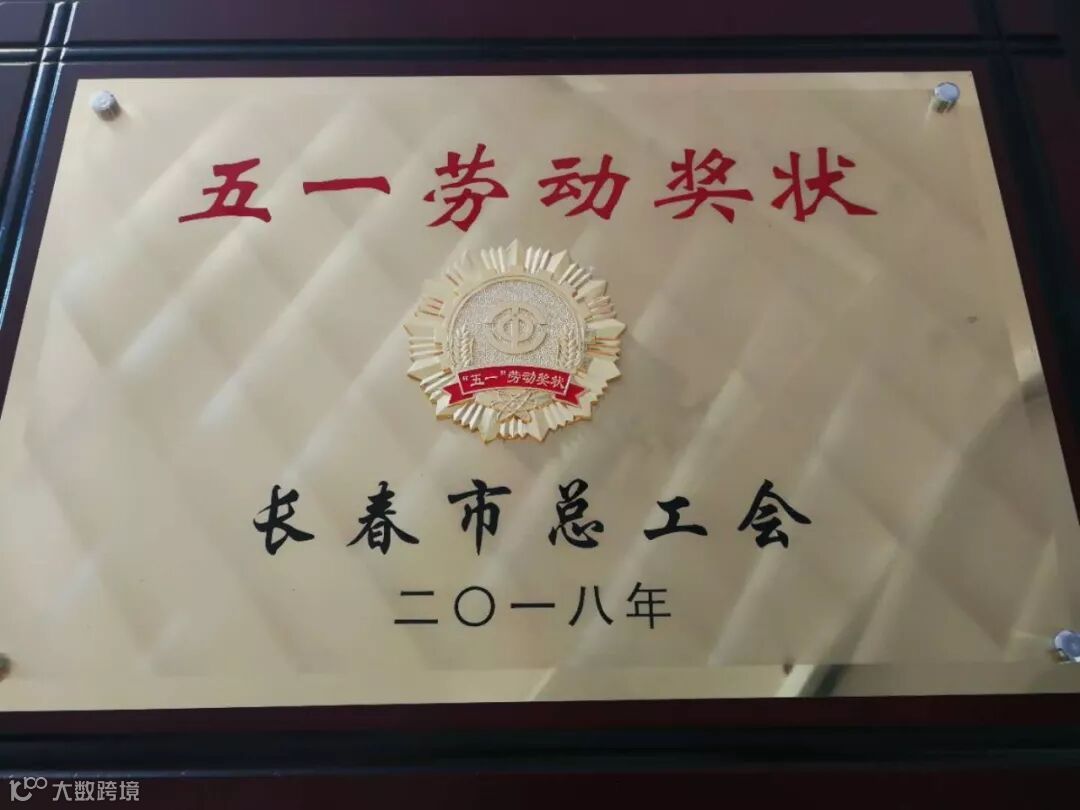 五一劳动奖状
“五一”劳动奖状
长春市总工会
二〇一八年
大数跨境